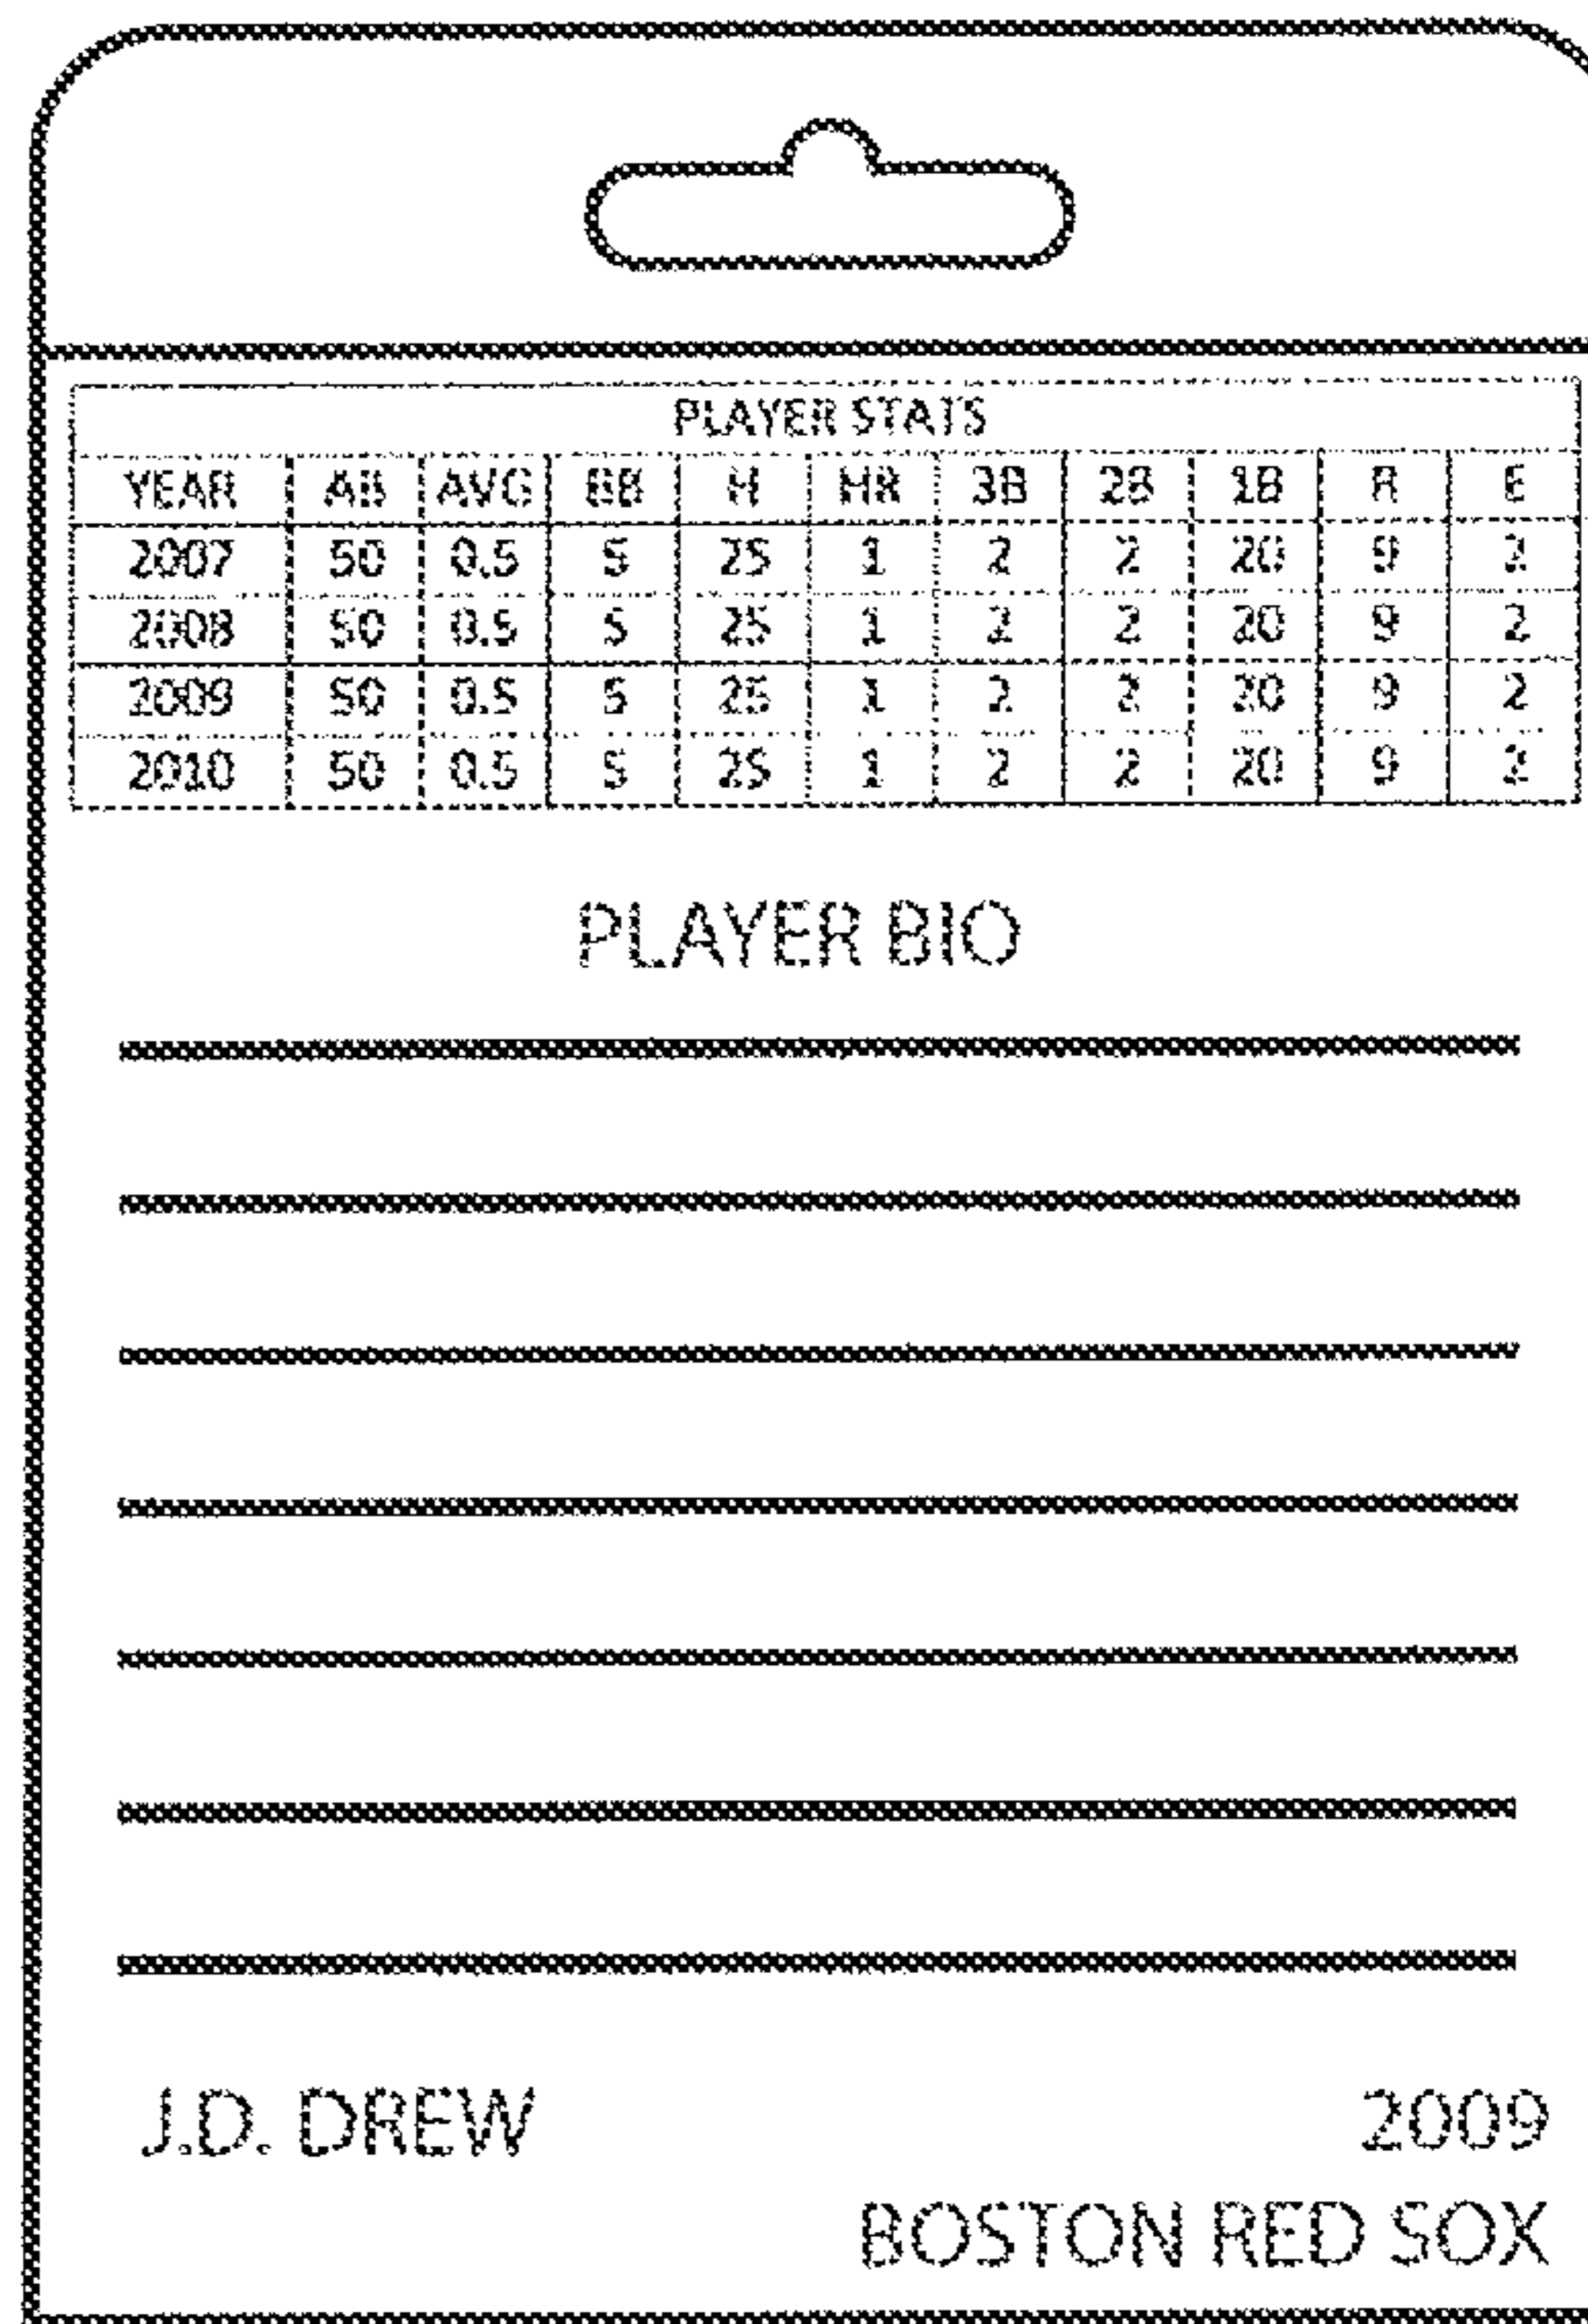 PLAYER STATS
YEAR AB AVG BB H HR 3B 2B 1B R E
2007 50 0.5 5 25 1 2 2 20 9 2
2008 50 0.5 5 25 1 2 2 20 9 2
2009 50 0.5 5 25 1 2 2 20 9 2
2010 50 0.5 5 25 1 2 2 20 9 2
PLAYER BIO
J.D. DREW 2009
BOSTON RED SOX